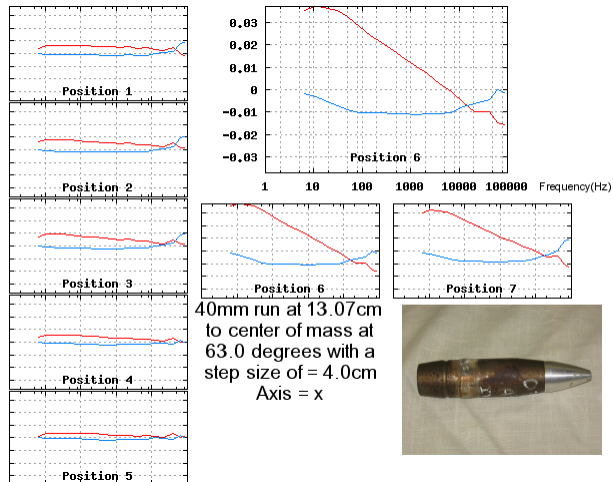 Position 1
Position 2
Position 3
Position 4
Position 5
0.03
0.02
0.01
0
-0.01
-0.02
-0.03
Position 6
1 10 100 1000 10000 100000 Frequency(Hz)
Position 6
Position 7
40mm run at 13.07cm
to center of mass at
63.0 degrees with a
step size of = 4.0cm
Axis = x